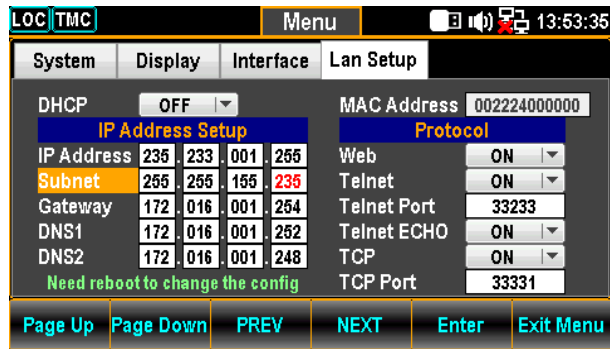 LOC TMC Menu 13:53:35
System Display Interface Lan Setup
DHCP OFF MAC Address 002224000000
IP Address Setup Protocol
IP Address 235 . 233 . 001 . 255 Web ON
Subnet 255 . 255 . 155 . 235 Telnet ON
Gateway 172 . 016 . 001 . 254 Telnet Port 33233
DNS1 172 . 016 . 001 . 252 Telnet ECHO ON
DNS2 172 . 016 . 001 . 248 TCP ON
Need reboot to change the config TCP Port 33331
Page Up Page Down PREV NEXT Enter Exit Menu